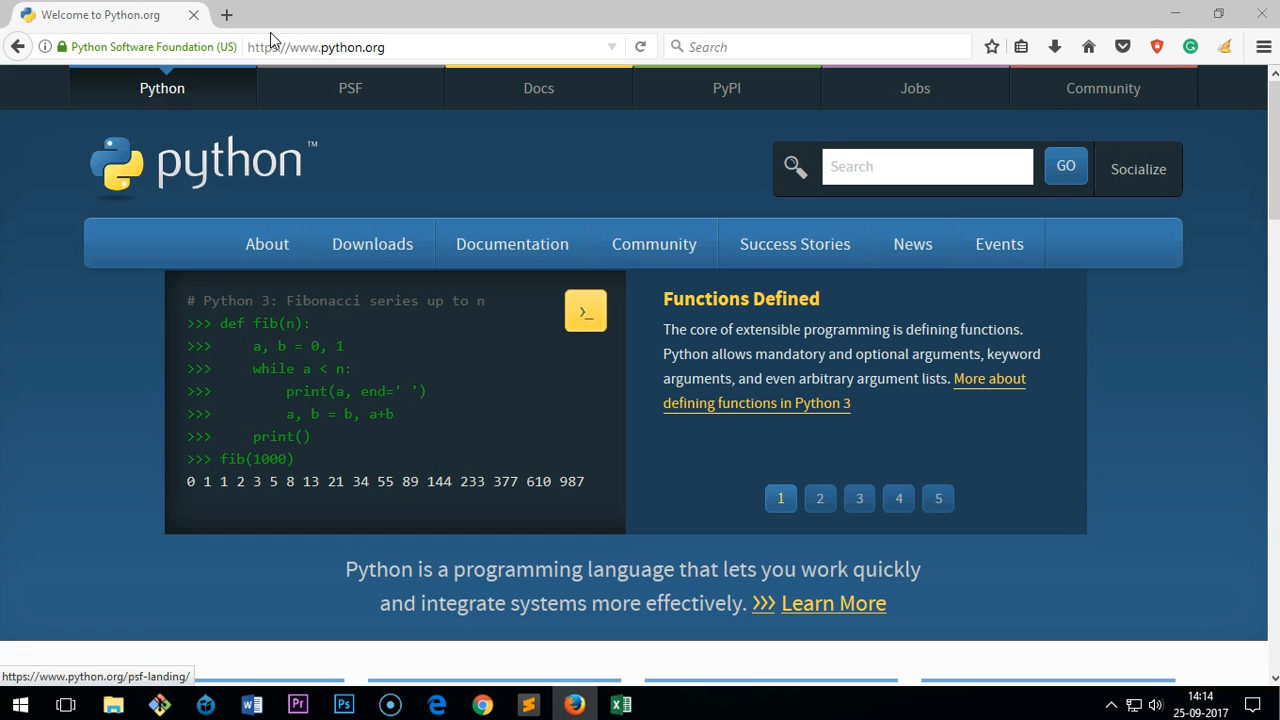 Welcome to Python.org
Python Software Foundation (US) https://www.python.org Search
Python PSF Docs PyPI Jobs Community
python™
Search GO Socialize
About Downloads Documentation Community Success Stories News Events
# Python 3: Fibonacci series up to n
>>> def fib(n):
>>>     a, b = 0, 1
>>>     while a < n:
>>>         print(a, end=' ')
>>>         a, b = b, a+b
>>>     print()
>>> fib(1000)
0 1 1 2 3 5 8 13 21 34 55 89 144 233 377 610 987
>_
Functions Defined
The core of extensible programming is defining functions.
Python allows mandatory and optional arguments, keyword
arguments, and even arbitrary argument lists. More about
defining functions in Python 3
1 2 3 4 5
Python is a programming language that lets you work quickly
and integrate systems more effectively. >>> Learn More
https://www.python.org/psf-landing/
W Pr Ps
14:14
25-09-2017